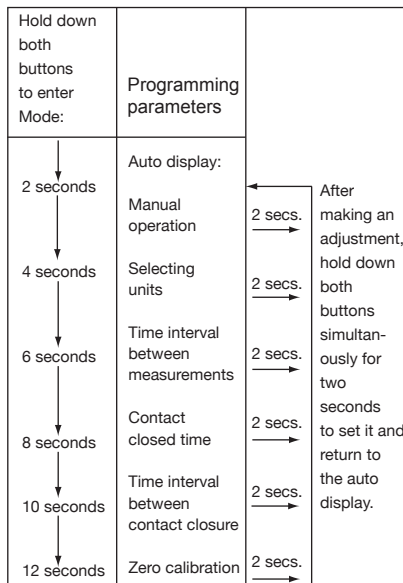 Hold down
both
buttons
to enter
Mode:
Programming
parameters
Auto display:
2 seconds
Manual
operation
2 secs.
4 seconds
Selecting
units
2 secs.
Time interval
between
measurements
6 seconds
2 secs.
Contact
closed time
8 seconds
2 secs.
Time interval
between
contact closure
10 seconds
2 secs.
12 seconds
Zero calibration
2 secs.
After
making an
adjustment,
hold down
both
buttons
simultan-
ously for
two
seconds
to set it and
return to
the auto
display.